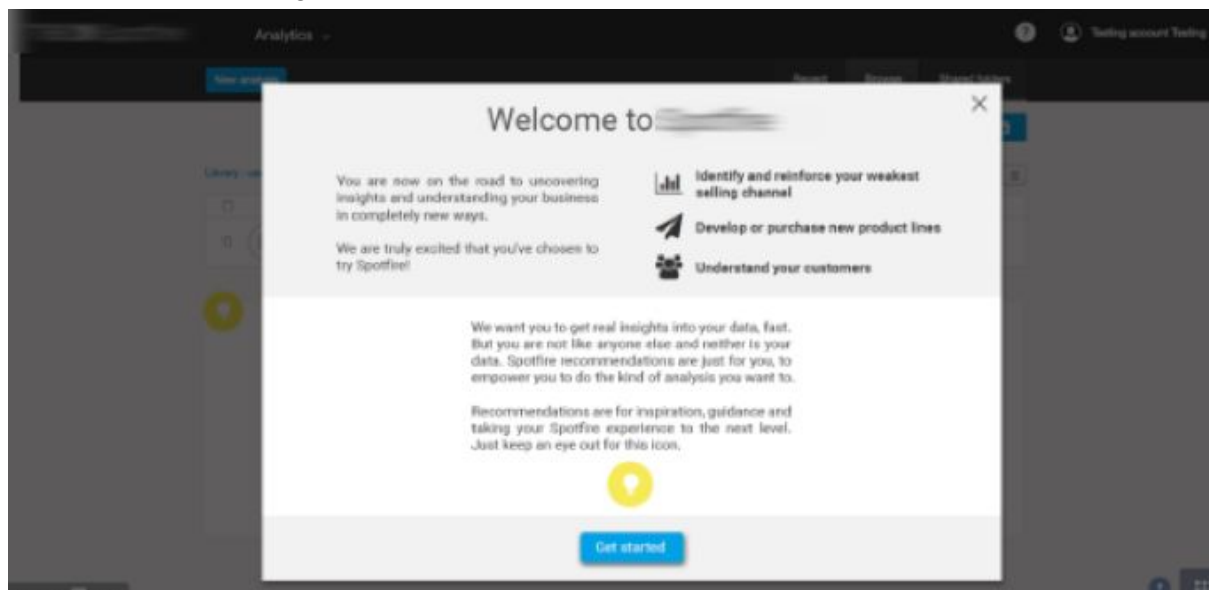 Analytics
Testing account Testing
New analysis
Recent Browse Shared folders
Welcome to
You are now on the road to uncovering
insights and understanding your business
in completely new ways.
We are truly excited that you've chosen to
try Spotfire!
Identify and reinforce your weakest
selling channel
Develop or purchase new product lines
Understand your customers
We want you to get real insights into your data, fast.
But you are not like anyone else and neither is your
data. Spotfire recommendations are just for you, to
empower you to do the kind of analysis you want to.
Recommendations are for inspiration, guidance and
taking your Spotfire experience to the next level.
Just keep an eye out for this icon.
Get started